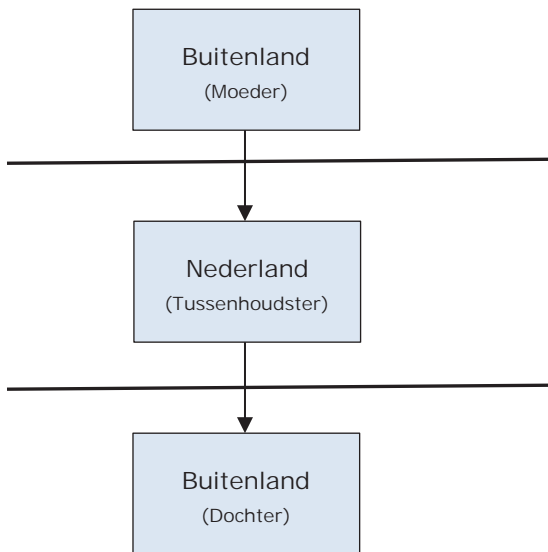 Buitenland
(Moeder)
Nederland
(Tussenhoudster)
Buitenland
(Dochter)